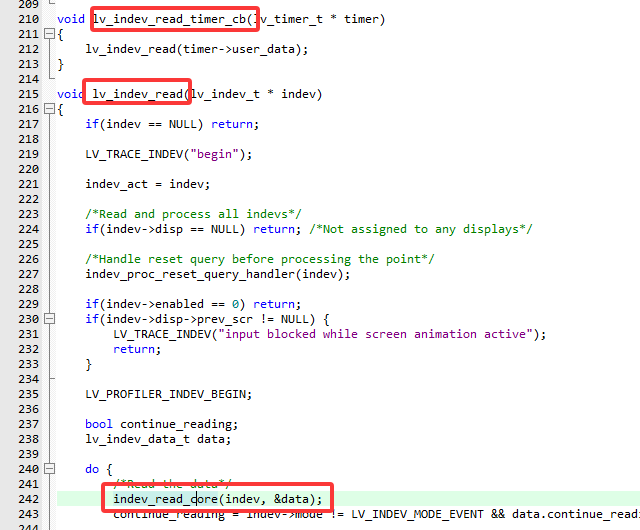 209
210 void lv_indev_read_timer_cb(lv_timer_t * timer)
211 {
212 lv_indev_read(timer->user_data);
213 }
214
215 void lv_indev_read(lv_indev_t * indev)
216 {
217 if(indev == NULL) return;
218
219 LV_TRACE_INDEV("begin");
220
221 indev_act = indev;
222
223 /*Read and process all indevs*/
224 if(indev->disp == NULL) return; /*Not assigned to any displays*/
225
226 /*Handle reset query before processing the point*/
227 indev_proc_reset_query_handler(indev);
228
229 if(indev->enabled == 0) return;
230 if(indev->disp->prev_scr != NULL) {
231 LV_TRACE_INDEV("input blocked while screen animation active");
232 return;
233 }
234
235 LV_PROFILER_INDEV_BEGIN;
236
237 bool continue_reading;
238 lv_indev_data_t data;
239
240 do {
241 /*Read the data*/
242 indev_read_core(indev, &data);
243 continue_reading = indev->mode != LV_INDEV_MODE_EVENT && data.continue_read